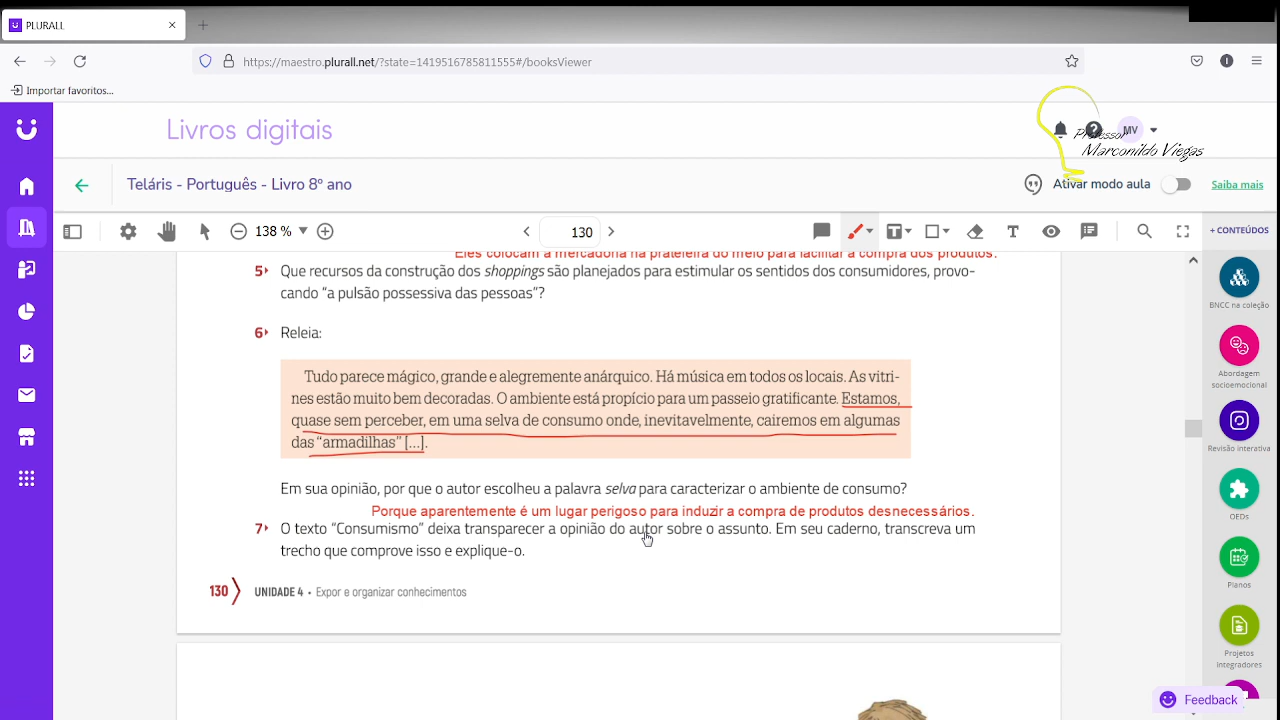 PLURALL
https://maestro.plurall.net/?state=1419516785811555#/booksViewer
Importar favoritos...
Livros digitais
MV
Professor
Marconildo Viegas
Teláris - Português - Livro 8º ano
Ativar modo aula
Saiba mais
138 %
130
+ CONTEÚDOS
Eles colocam a mercadoria na prateleira do meio para facilitar a compra dos produtos.
5 Que recursos da construção dos shoppings são planejados para estimular os sentidos dos consumidores, provo-
cando “a pulsão possessiva das pessoas”?
6 Releia:
Tudo parece mágico, grande e alegremente anárquico. Há música em todos os locais. As vitri-
nes estão muito bem decoradas. O ambiente está propício para um passeio gratificante. Estamos,
quase sem perceber, em uma selva de consumo onde, inevitavelmente, cairemos em algumas
das “armadilhas” [...].
Em sua opinião, por que o autor escolheu a palavra selva para caracterizar o ambiente de consumo?
Porque aparentemente é um lugar perigoso para induzir a compra de produtos desnecessários.
7 O texto “Consumismo” deixa transparecer a opinião do autor sobre o assunto. Em seu caderno, transcreva um
trecho que comprove isso e explique-o.
130 UNIDADE 4 • Expor e organizar conhecimentos
BNCC na coleção
Abordagem
socioemocional
Revisão interativa
OEDs
Planos
Projetos
integradores
Feedback